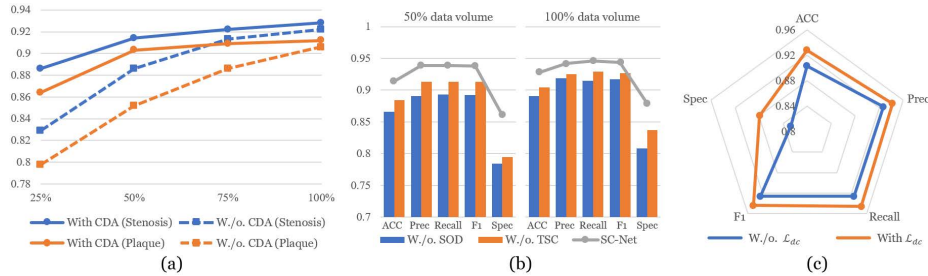 0.94
0.92
0.9
0.88
0.86
0.84
0.82
0.8
0.78
25% 50% 75% 100%
With CDA (Stenosis) W./o. CDA (Stenosis)
With CDA (Plaque) W./o. CDA (Plaque)
(a)
50% data volume 100% data volume
1
0.95
0.9
0.85
0.8
0.75
0.7
ACC Prec Recall F1 Spec ACC Prec Recall F1 Spec
W./o. SOD W./o. TSC SC-Net
(b)
ACC
0.96
0.92
0.88
0.84
0.8
Spec Prec
F1 Recall
W./o. ℒdc With ℒdc
(c)